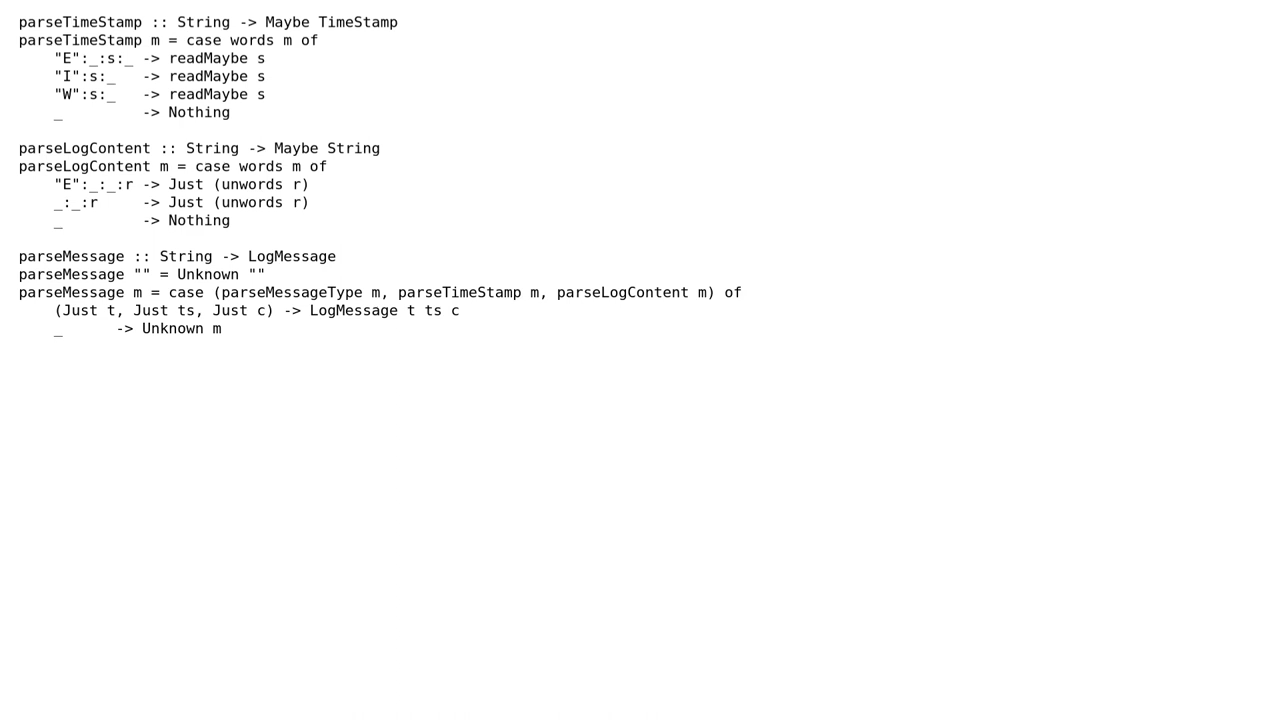 parseTimeStamp :: String -> Maybe TimeStamp
parseTimeStamp m = case words m of
    "E":_:s:_ -> readMaybe s
    "I":s:_   -> readMaybe s
    "W":s:_   -> readMaybe s
    _         -> Nothing

parseLogContent :: String -> Maybe String
parseLogContent m = case words m of
    "E":_:_:r -> Just (unwords r)
    _:_:r     -> Just (unwords r)
    _         -> Nothing

parseMessage :: String -> LogMessage
parseMessage "" = Unknown ""
parseMessage m = case (parseMessageType m, parseTimeStamp m, parseLogContent m) of
    (Just t, Just ts, Just c) -> LogMessage t ts c
    _      -> Unknown m